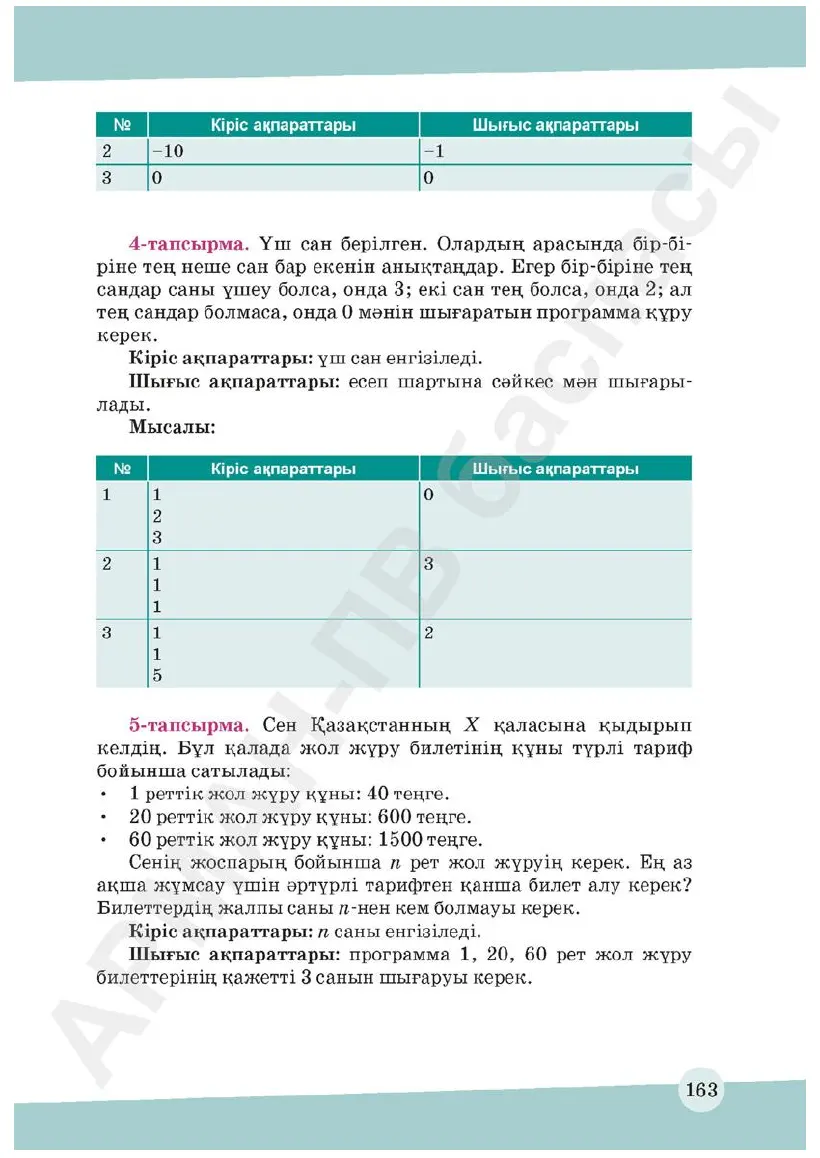 № Кіріс ақпараттары Шығыс ақпараттары
2 –10 –1
3 0 0
4-тапсырма. Үш сан берілген. Олардың арасында бір-бі-
ріне тең неше сан бар екенін анықтаңдар. Егер бір-біріне тең
сандар саны үшеу болса, онда 3; екі сан тең болса, онда 2; ал
тең сандар болмаса, онда 0 мәнін шығаратын программа құру
керек.
Кіріс ақпараттары: үш сан енгізіледі.
Шығыс ақпараттары: есеп шартына сәйкес мән шығары-
лады.
Мысалы:
№ Кіріс ақпараттары Шығыс ақпараттары
1 1 0
2
3
2 1 3
1
1
3 1 2
1
5
5-тапсырма. Сен Қазақстанның X қаласына қыдырып
келдің. Бұл қалада жол жүру билетінің құны түрлі тариф
бойынша сатылады:
• 1 реттік жол жүру құны: 40 теңге.
• 20 реттік жол жүру құны: 600 теңге.
• 60 реттік жол жүру құны: 1500 теңге.
Сенің жоспарың бойынша n рет жол жүруің керек. Ең аз
ақша жұмсау үшін әртүрлі тарифтен қанша билет алу керек?
Билеттердің жалпы саны n-нен кем болмауы керек.
Кіріс ақпараттары: n саны енгізіледі.
Шығыс ақпараттары: программа 1, 20, 60 рет жол жүру
билеттерінің қажетті 3 санын шығаруы керек.
163
АРМАН-ПВ баспасы